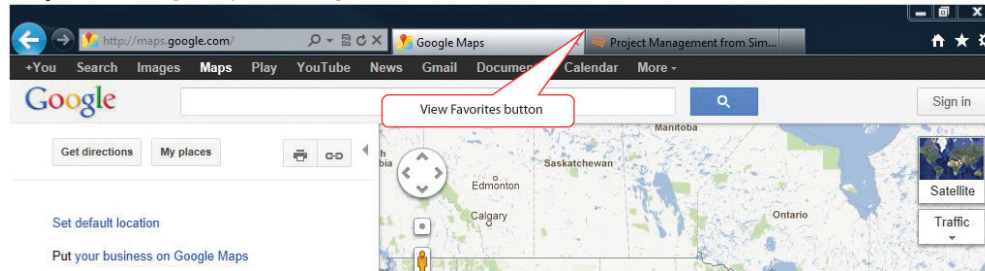 http://maps.google.com/ Google Maps Project Management from Sim...
+You Search Images Maps Play YouTube News Gmail Documen Calendar More
Google Sign in
View Favorites button
Get directions My places
Manitoba
bia
Saskatchewan
Edmonton
Satellite
Calgary
Ontario
Set default location
Traffic
Put your business on Google Maps